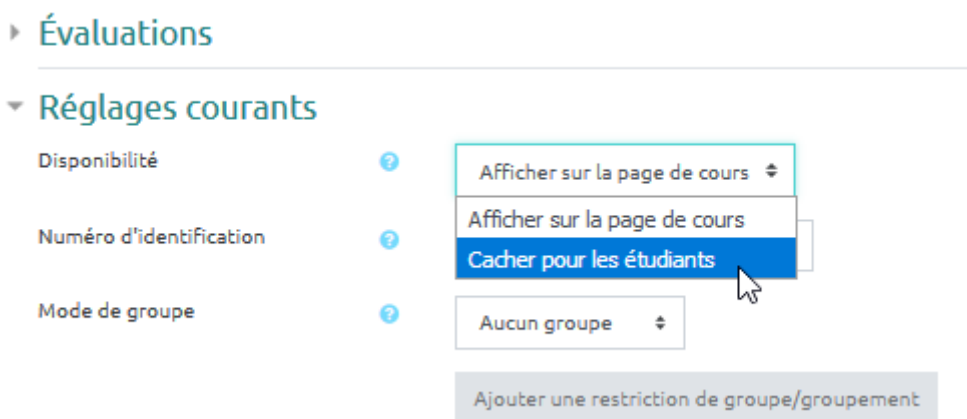 Évaluations
Réglages courants
Disponibilité
Afficher sur la page de cours
Afficher sur la page de cours
Cacher pour les étudiants
Numéro d'identification
Mode de groupe
Aucun groupe
Ajouter une restriction de groupe/groupement